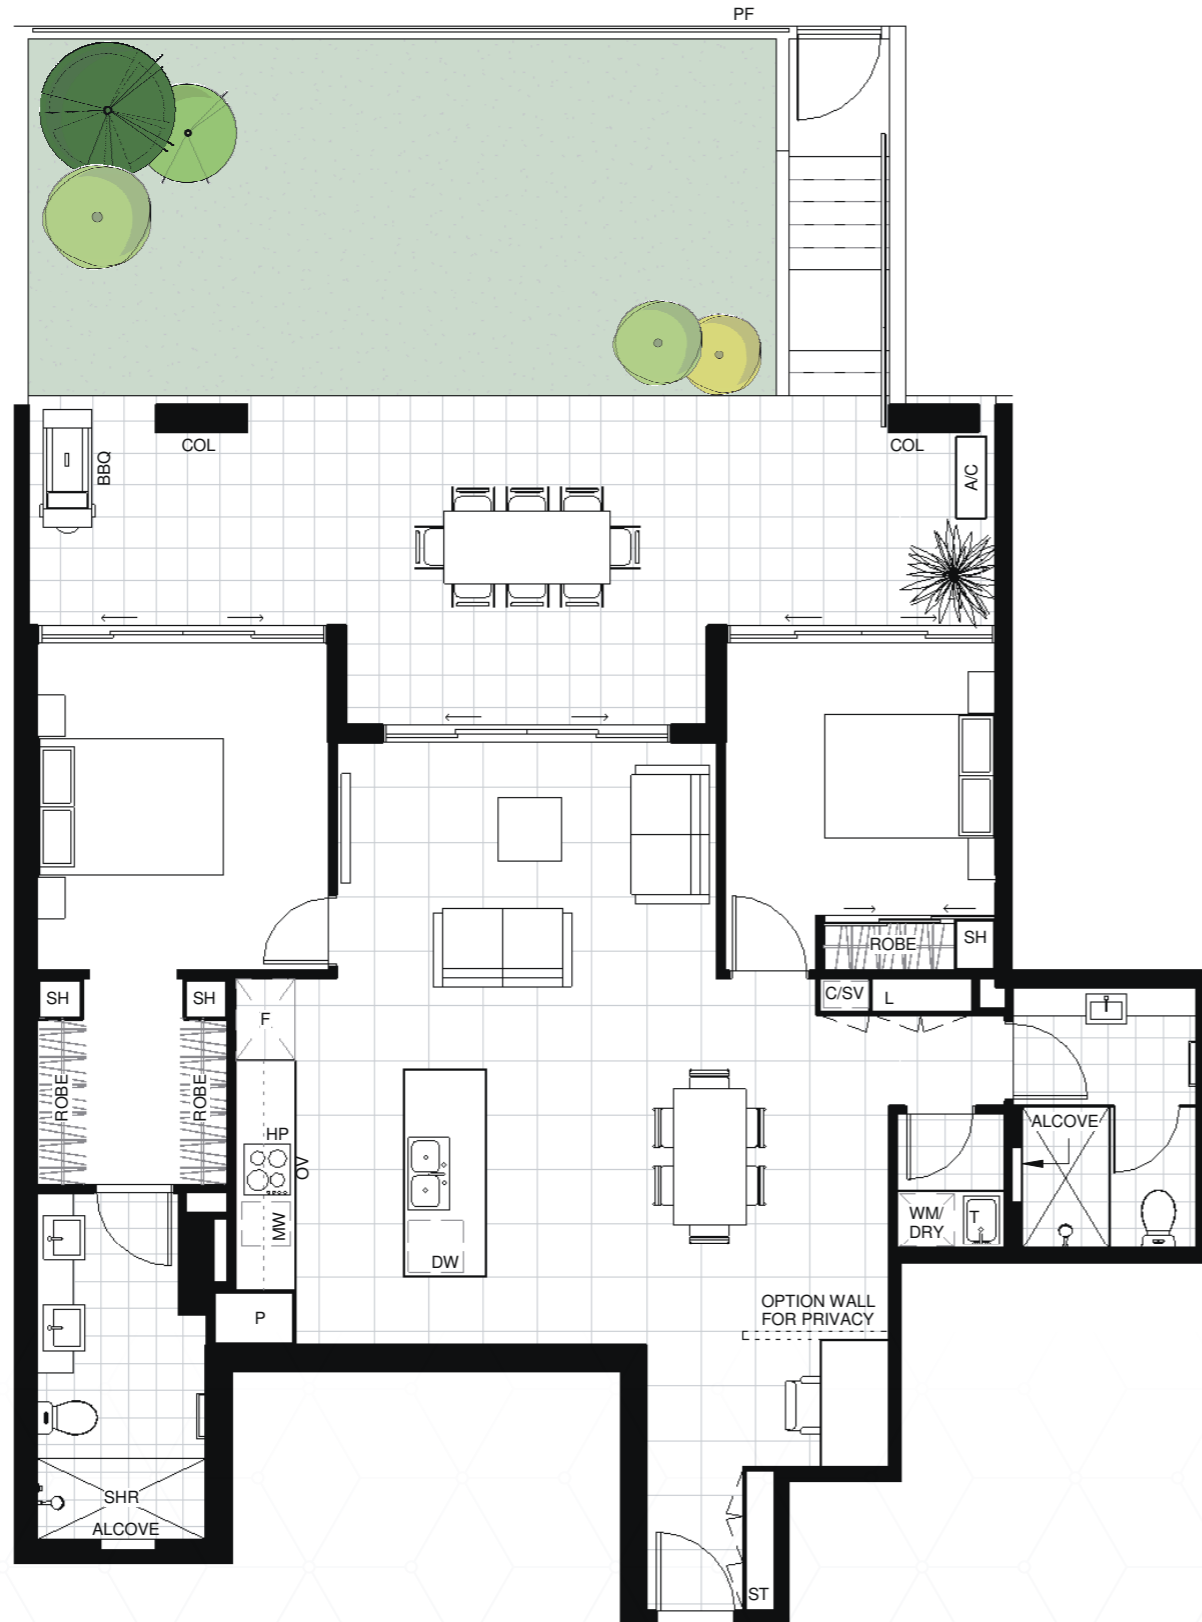 PF
COL
COL
BBQ
A/C
ROBE
SH
SH
SH
C/SV
L
F
ROBE
ROBE
HP
OV
MW
DW
ALCOVE
WM/
DRY
T
P
OPTION WALL
FOR PRIVACY
SHR
ALCOVE
ST